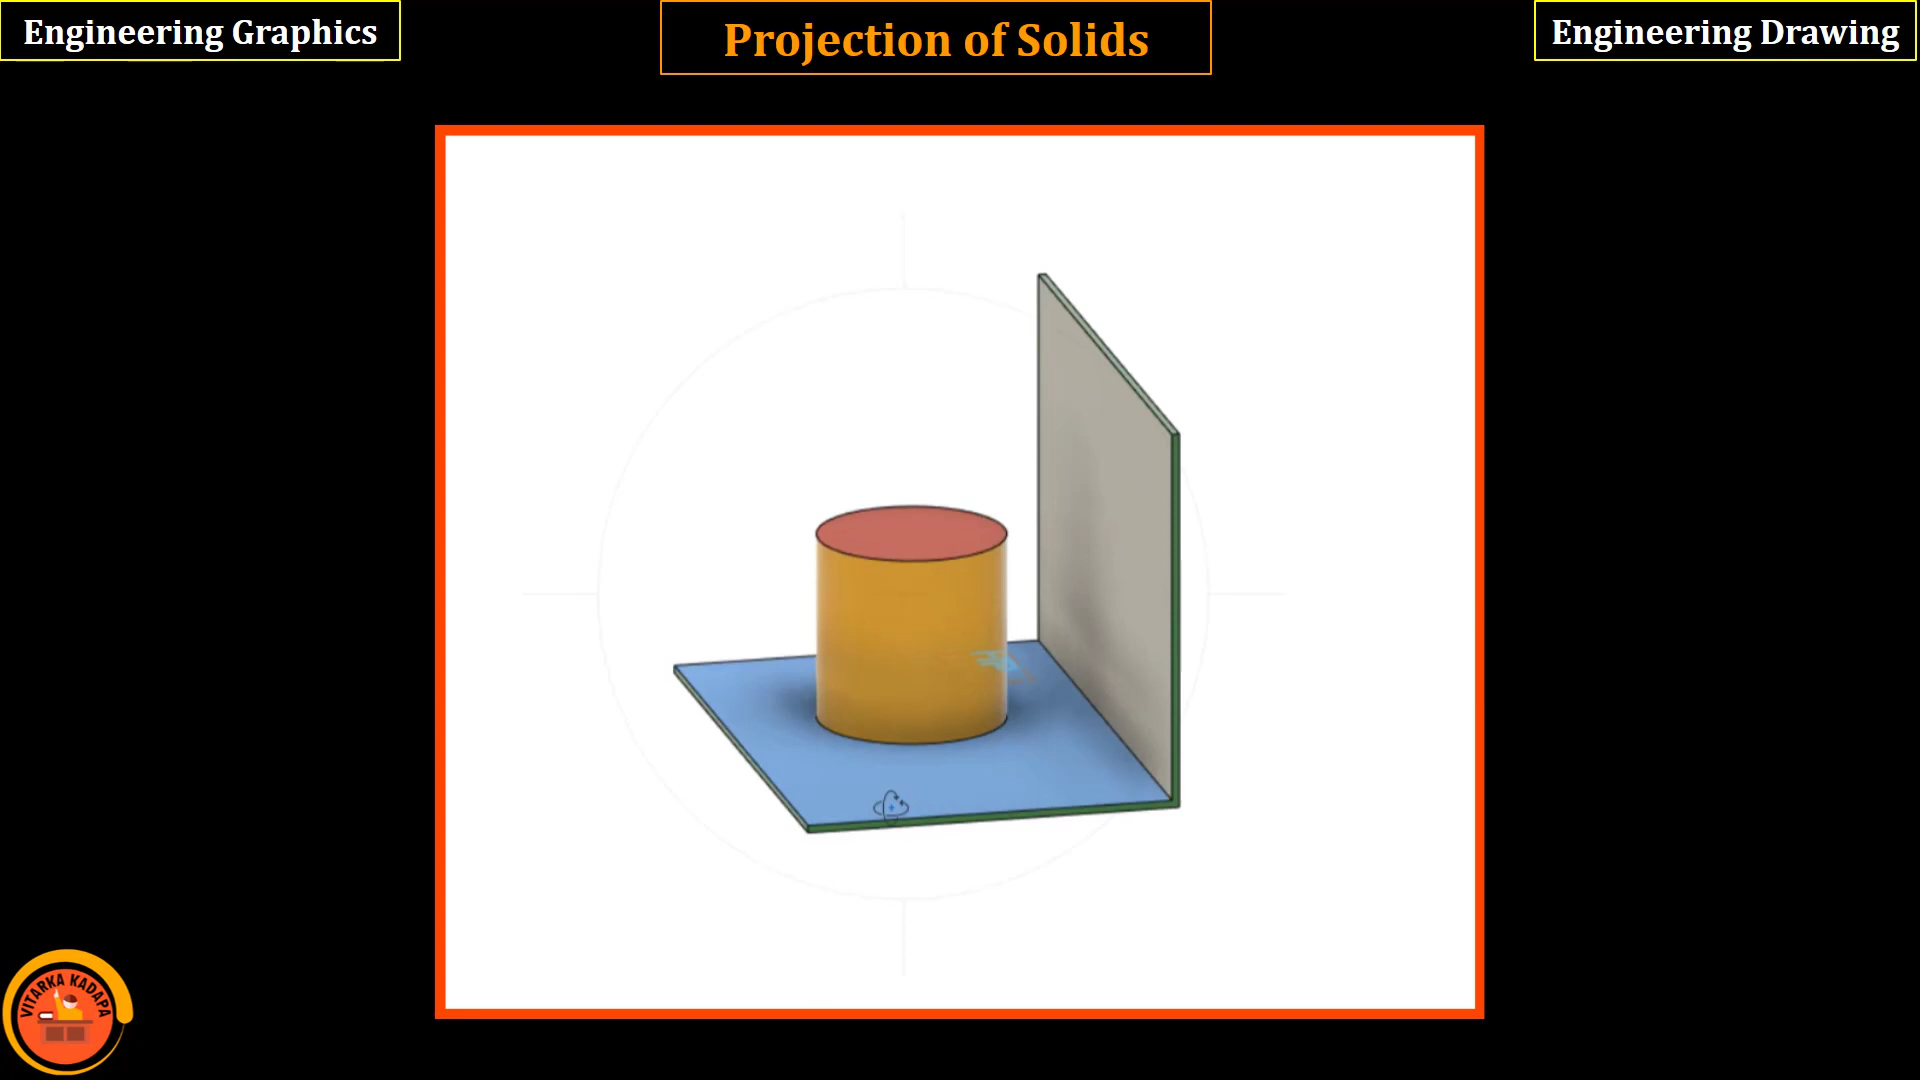 Engineering Graphics
Projection of Solids
Engineering Drawing
VITARKA KADAPA